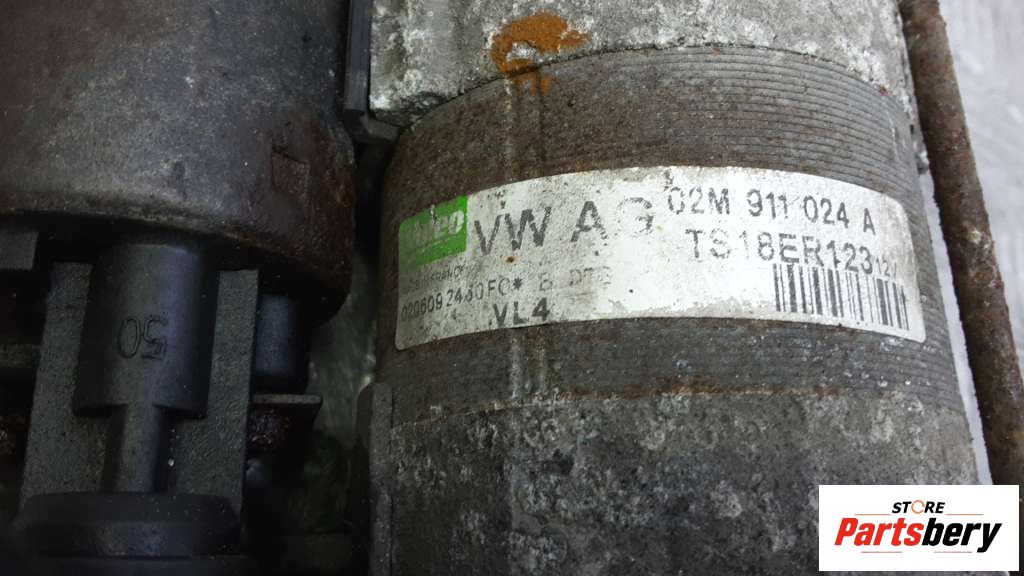 Valeo VW AG 02M 911 024 A
TS18ER123
VL4
50
STORE
Partsbery